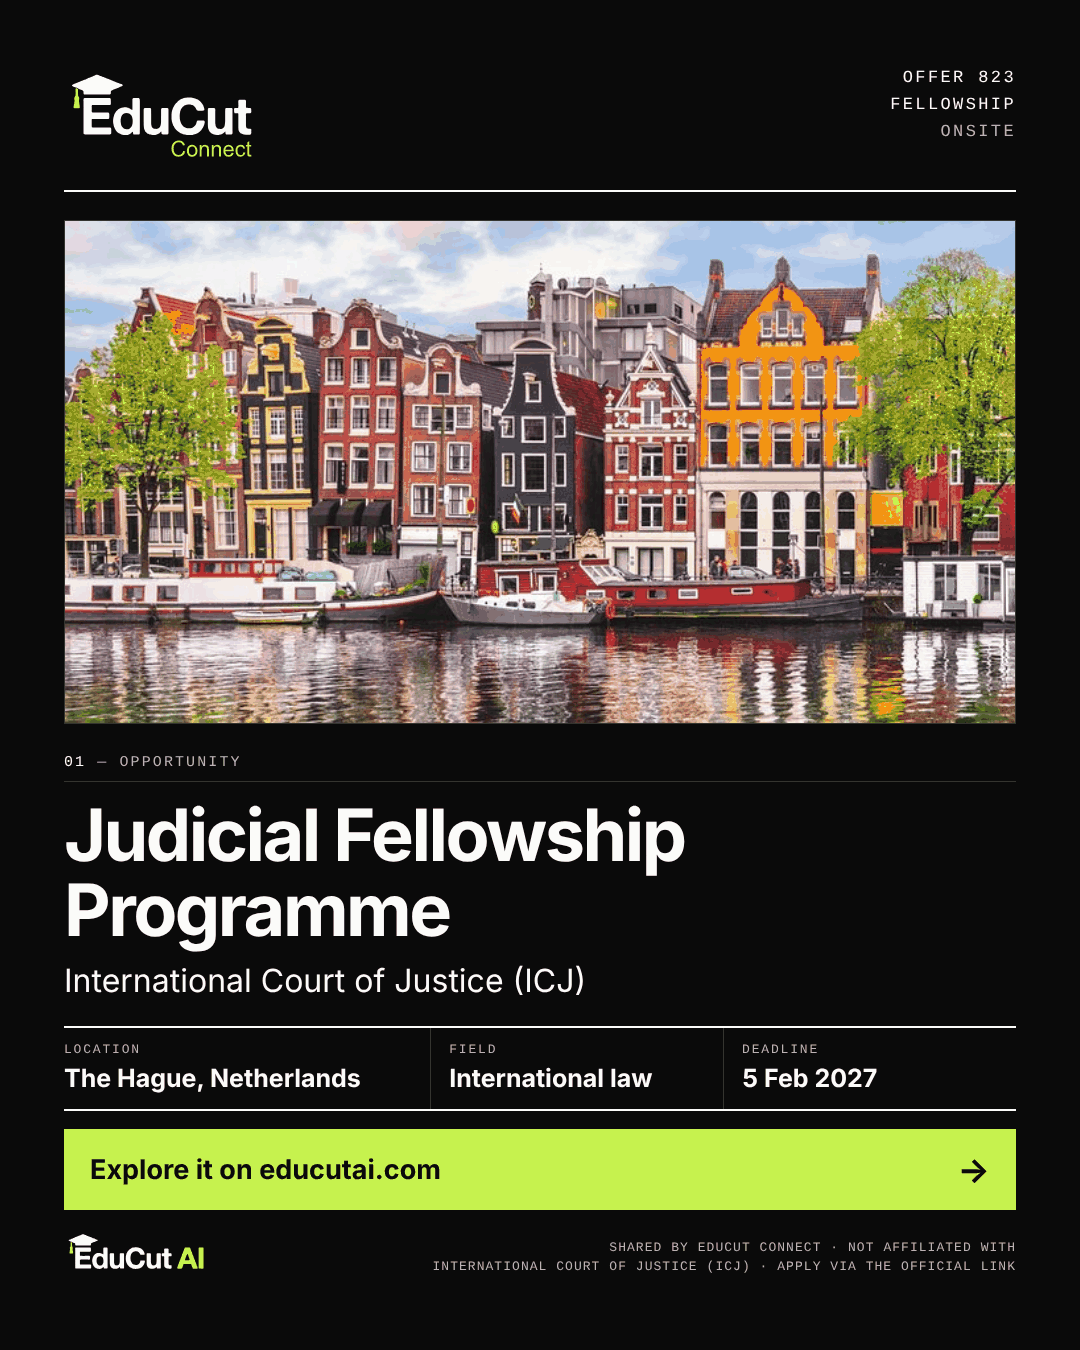 EduCut
Connect
OFFER 823
FELLOWSHIP
ONSITE
01 — OPPORTUNITY
Judicial Fellowship
Programme
International Court of Justice (ICJ)
LOCATION
The Hague, Netherlands
FIELD
International law
DEADLINE
5 Feb 2027
Explore it on educutai.com →
EduCut AI
SHARED BY EDUCUT CONNECT · NOT AFFILIATED WITH
INTERNATIONAL COURT OF JUSTICE (ICJ) · APPLY VIA THE OFFICIAL LINK